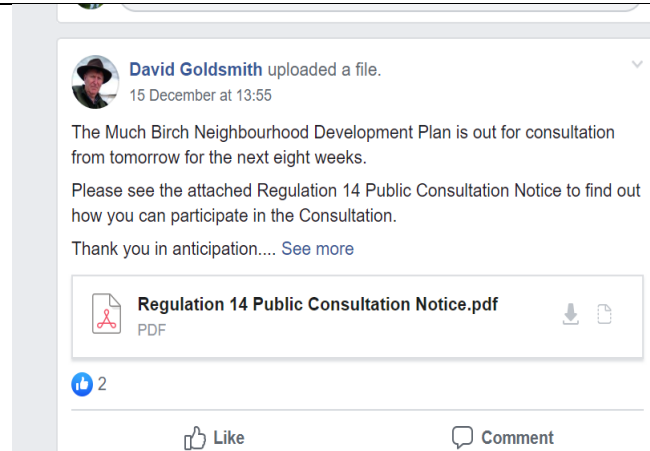 David Goldsmith uploaded a file.
15 December at 13:55
The Much Birch Neighbourhood Development Plan is out for consultation
from tomorrow for the next eight weeks.
Please see the attached Regulation 14 Public Consultation Notice to find out
how you can participate in the Consultation.
Thank you in anticipation.... See more
Regulation 14 Public Consultation Notice.pdf
PDF
2
Like Comment